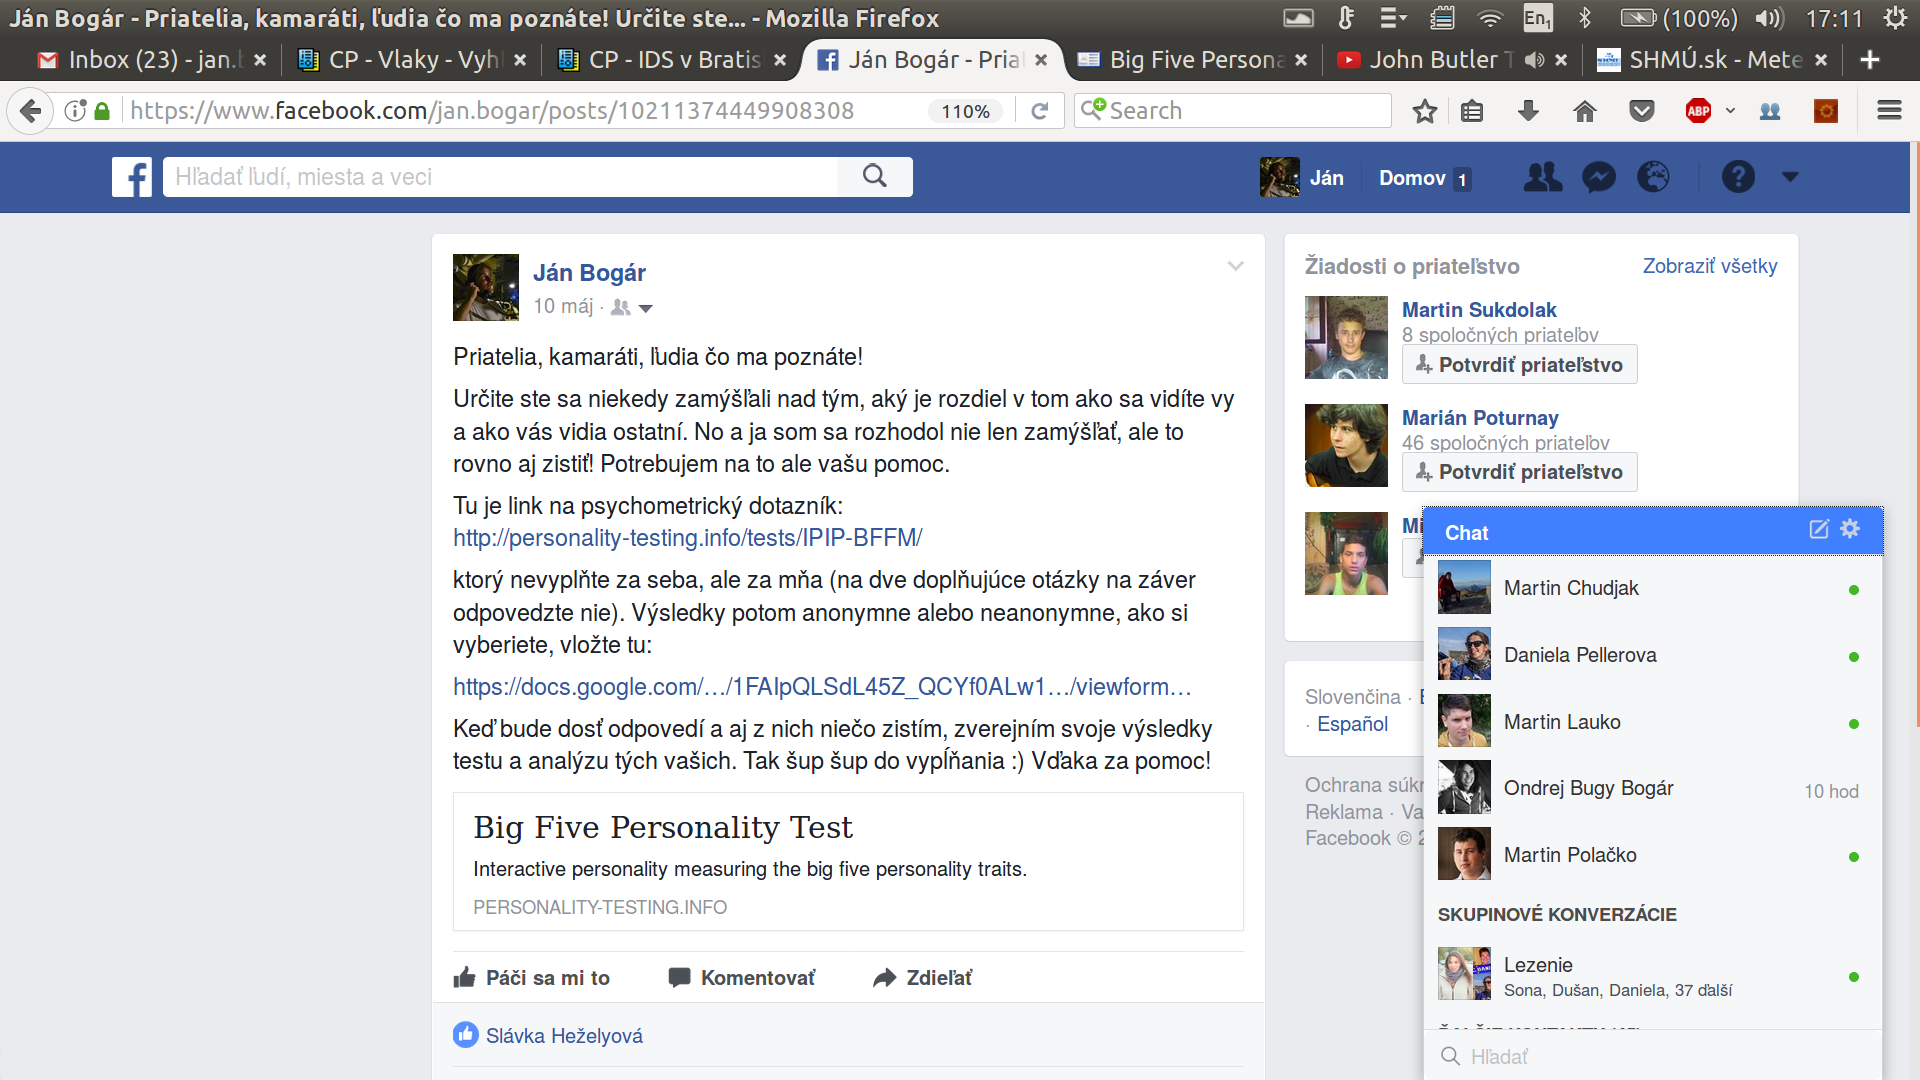 Ján Bogár - Priatelia, kamaráti, ľudia čo ma poznáte! Určite ste... - Mozilla Firefox
En1
(100%)
17:11
Inbox (23) - jan.b
CP - Vlaky - Vyh
CP - IDS v Bratis
Ján Bogár - Pria
Big Five Persona
John Butler T
SHMÚ.sk - Mete
https://www.facebook.com/jan.bogar/posts/10211374449908308
110%
Search
ABP
Hľadať ľudí, miesta a veci
Ján
Domov 1
Ján Bogár
10 máj ·
Priatelia, kamaráti, ľudia čo ma poznáte!
Určite ste sa niekedy zamýšľali nad tým, aký je rozdiel v tom ako sa vidíte vy
a ako vás vidia ostatní. No a ja som sa rozhodol nie len zamýšľať, ale to
rovno aj zistiť! Potrebujem na to ale vašu pomoc.
Tu je link na psychometrický dotazník:
http://personality-testing.info/tests/IPIP-BFFM/
ktorý nevyplňte za seba, ale za mňa (na dve doplňujúce otázky na záver
odpovedzte nie). Výsledky potom anonymne alebo neanonymne, ako si
vyberiete, vložte tu:
https://docs.google.com/…/1FAIpQLSdL45Z_QCYf0ALw1…/viewform…
Keď bude dosť odpovedí a aj z nich niečo zistím, zverejním svoje výsledky
testu a analýzu tých vašich. Tak šup šup do vypĺňania :) Vďaka za pomoc!
Big Five Personality Test
Interactive personality measuring the big five personality traits.
PERSONALITY-TESTING.INFO
Páči sa mi to
Komentovať
Zdieľať
Slávka Heželyová
Žiadosti o priateľstvo
Zobraziť všetky
Martin Sukdolak
8 spoločných priateľov
Potvrdiť priateľstvo
Marián Poturnay
46 spoločných priateľov
Potvrdiť priateľstvo
Mi
Slovenčina ·
· Español
Ochrana súkr
Reklama · Va
Facebook © 2
Chat
Martin Chudjak
Daniela Pellerova
Martin Lauko
Ondrej Bugy Bogár
10 hod
Martin Polačko
SKUPINOVÉ KONVERZÁCIE
Lezenie
Sona, Dušan, Daniela, 37 ďalší
Hľadať